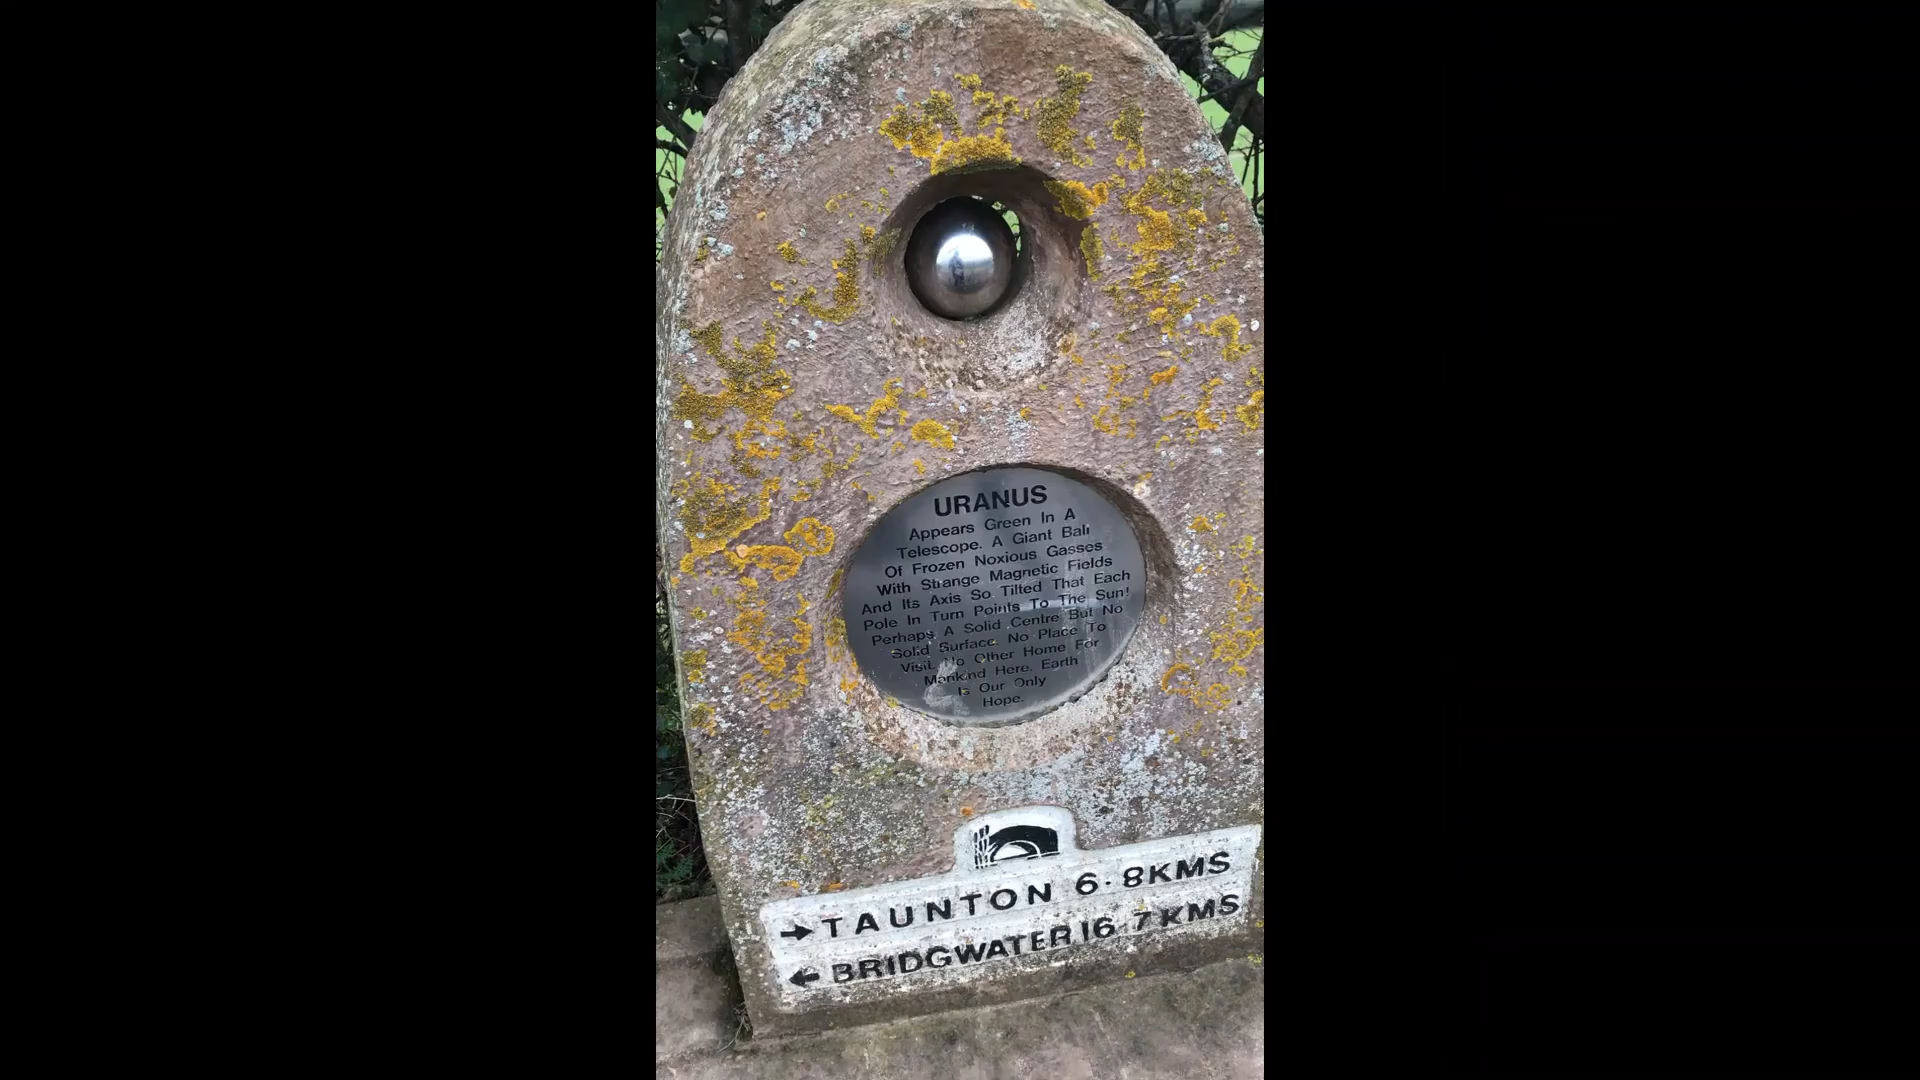 URANUS
Appears Green In A
Telescope. A Giant Ball
Of Frozen Noxious Gasses
With Strange Magnetic Fields
And Its Axis So Tilted That Each
Pole In Turn Points To The Sun!
Perhaps A Solid Centre But No
Solid Surface. No Place To
Visit. No Other Home For
Mankind Here. Earth
Is Our Only
Hope.
→ TAUNTON 6·8KMS
← BRIDGWATER 16·7KMS